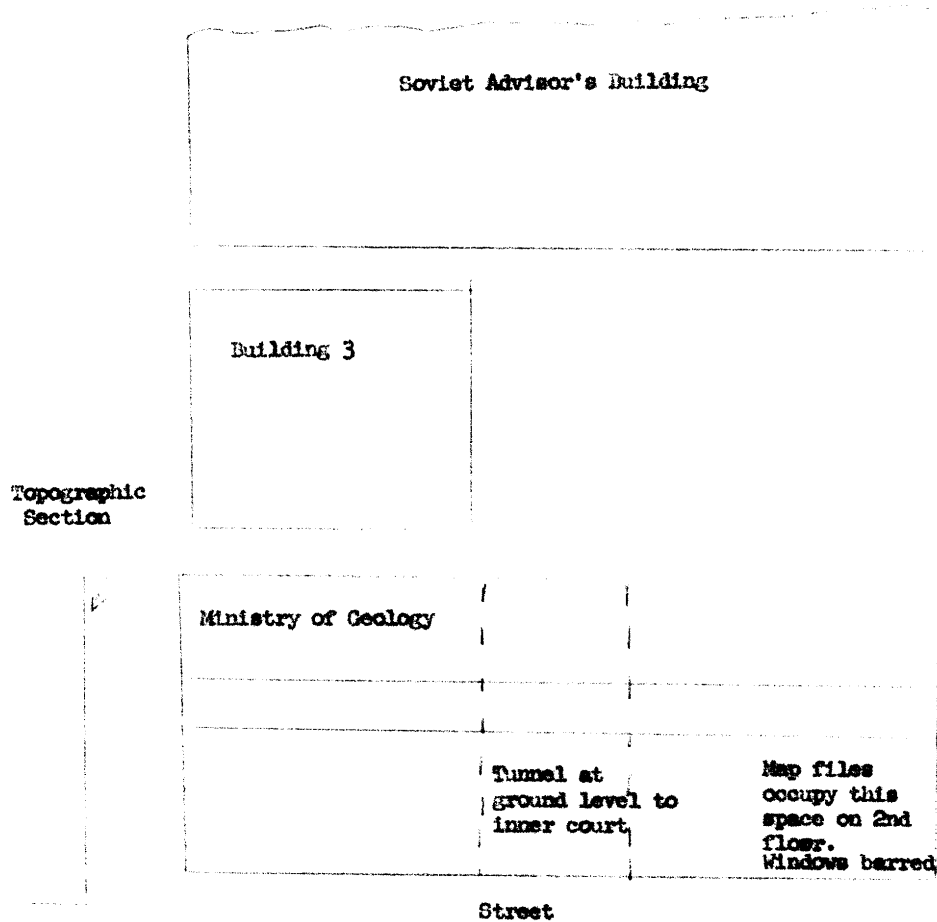 Soviet Advisor's Building
Building 3
Topographic
Section
Ministry of Geology
Tunnel at
ground level to
inner court
Map files
occupy this
space on 2nd
floor.
Windows barred
Street